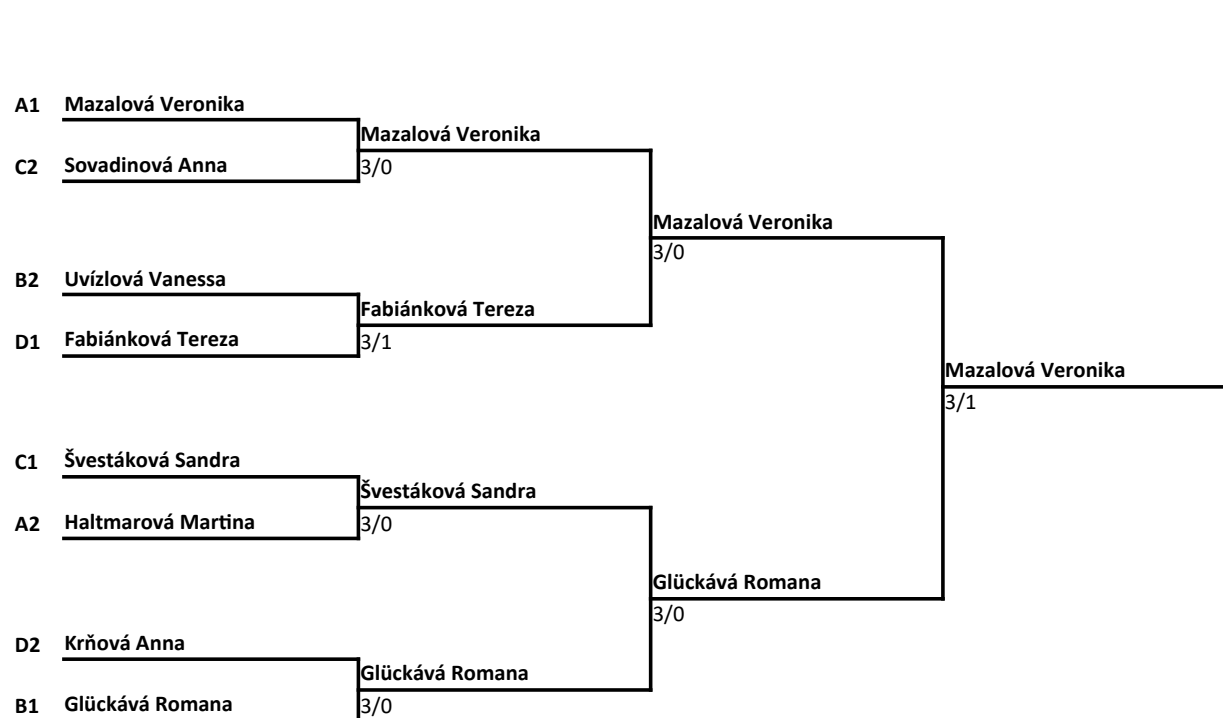 A1 Mazalová Veronika
Mazalová Veronika
C2 Sovadinová Anna
3/0
Mazalová Veronika
3/0
B2 Uvízlová Vanessa
Fabiánková Tereza
D1 Fabiánková Tereza
3/1
Mazalová Veronika
3/1
C1 Švestáková Sandra
Švestáková Sandra
A2 Haltmarová Martina
3/0
Glückává Romana
3/0
D2 Krňová Anna
Glückává Romana
B1 Glückává Romana
3/0